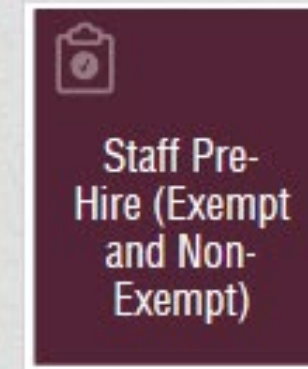 Staff Pre-
Hire (Exempt
and Non-
Exempt)